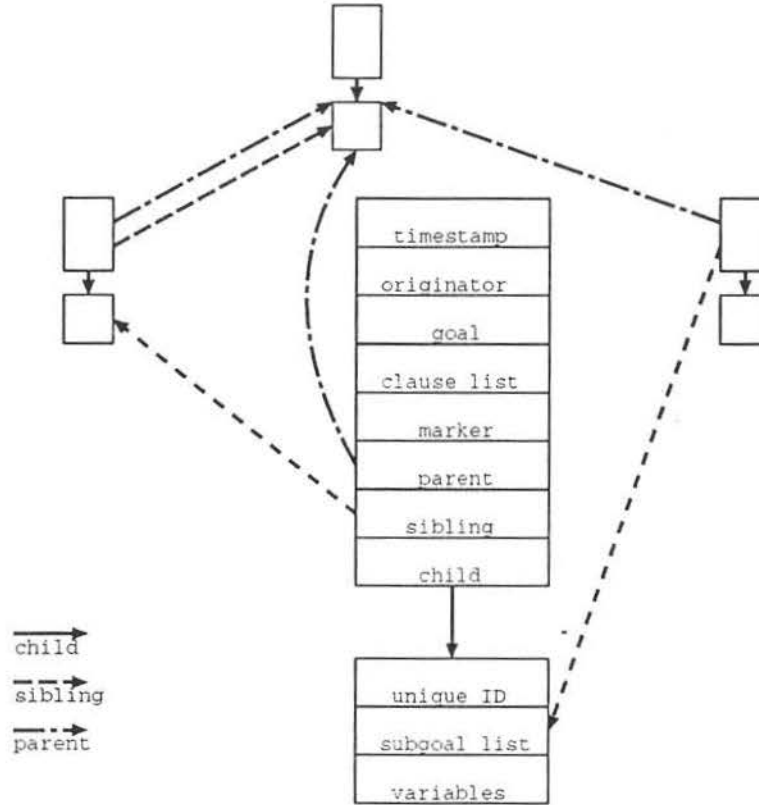 timestamp
originator
goal
clause list
marker
parent
sibling
child
child
sibling
parent
unique ID
subgoal list
variables